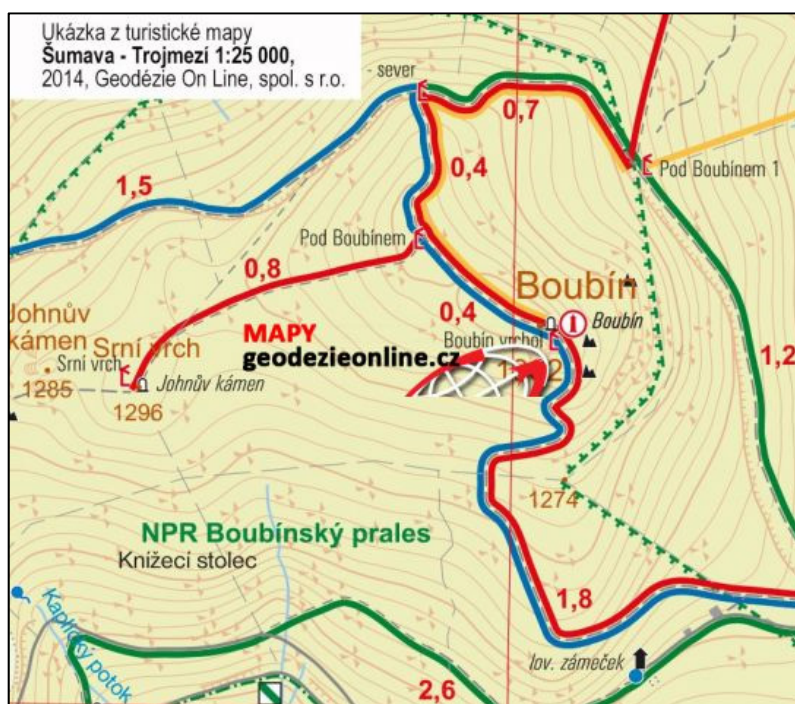 Ukázka z turistické mapy
Šumava - Trojmezí 1:25 000,
2014, Geodézie On Line, spol. s r.o.
- sever
0,7
1,5
0,4
Pod Boubínem 1
Pod Boubínem
0,8
Boubín
Johnův
kámen
Srní vrch
MAPY
geodezieonline.cz
0,4
Boubín vrchol
1
Boubín
Srní vrch
1285
Johnův kámen
1,2
1296
1274
NPR Boubínský prales
Knížecí stolec
Kaplický potok
1,8
lov. zámeček
2,6